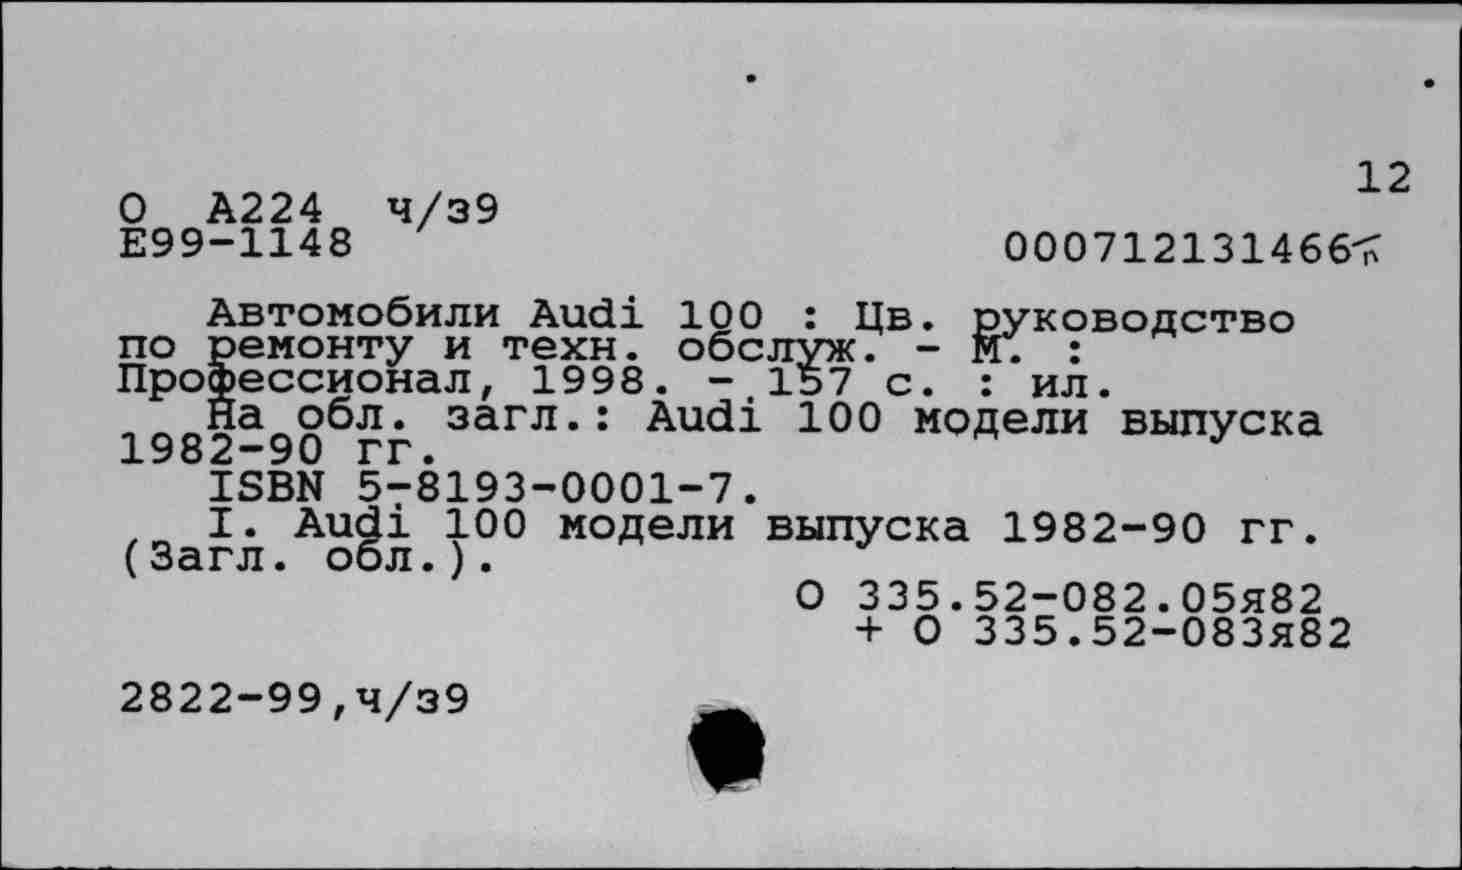 12
О А224 ч/з9
Е99-1148
000712131466
Автомобили Audi 100 : Цв. руководство
по ремонту и техн. обслуж. - М. :
Профессионал, 1998. - 157 с. : ил.
На обл. загл.: Audi 100 модели выпуска
1982-90 гг.
ISBN 5-8193-0001-7.
I. Audi 100 модели выпуска 1982-90 гг.
(Загл. обл.).
О 335.52-082.05я82
+ О 335.52-083я82
2822-99,ч/з9